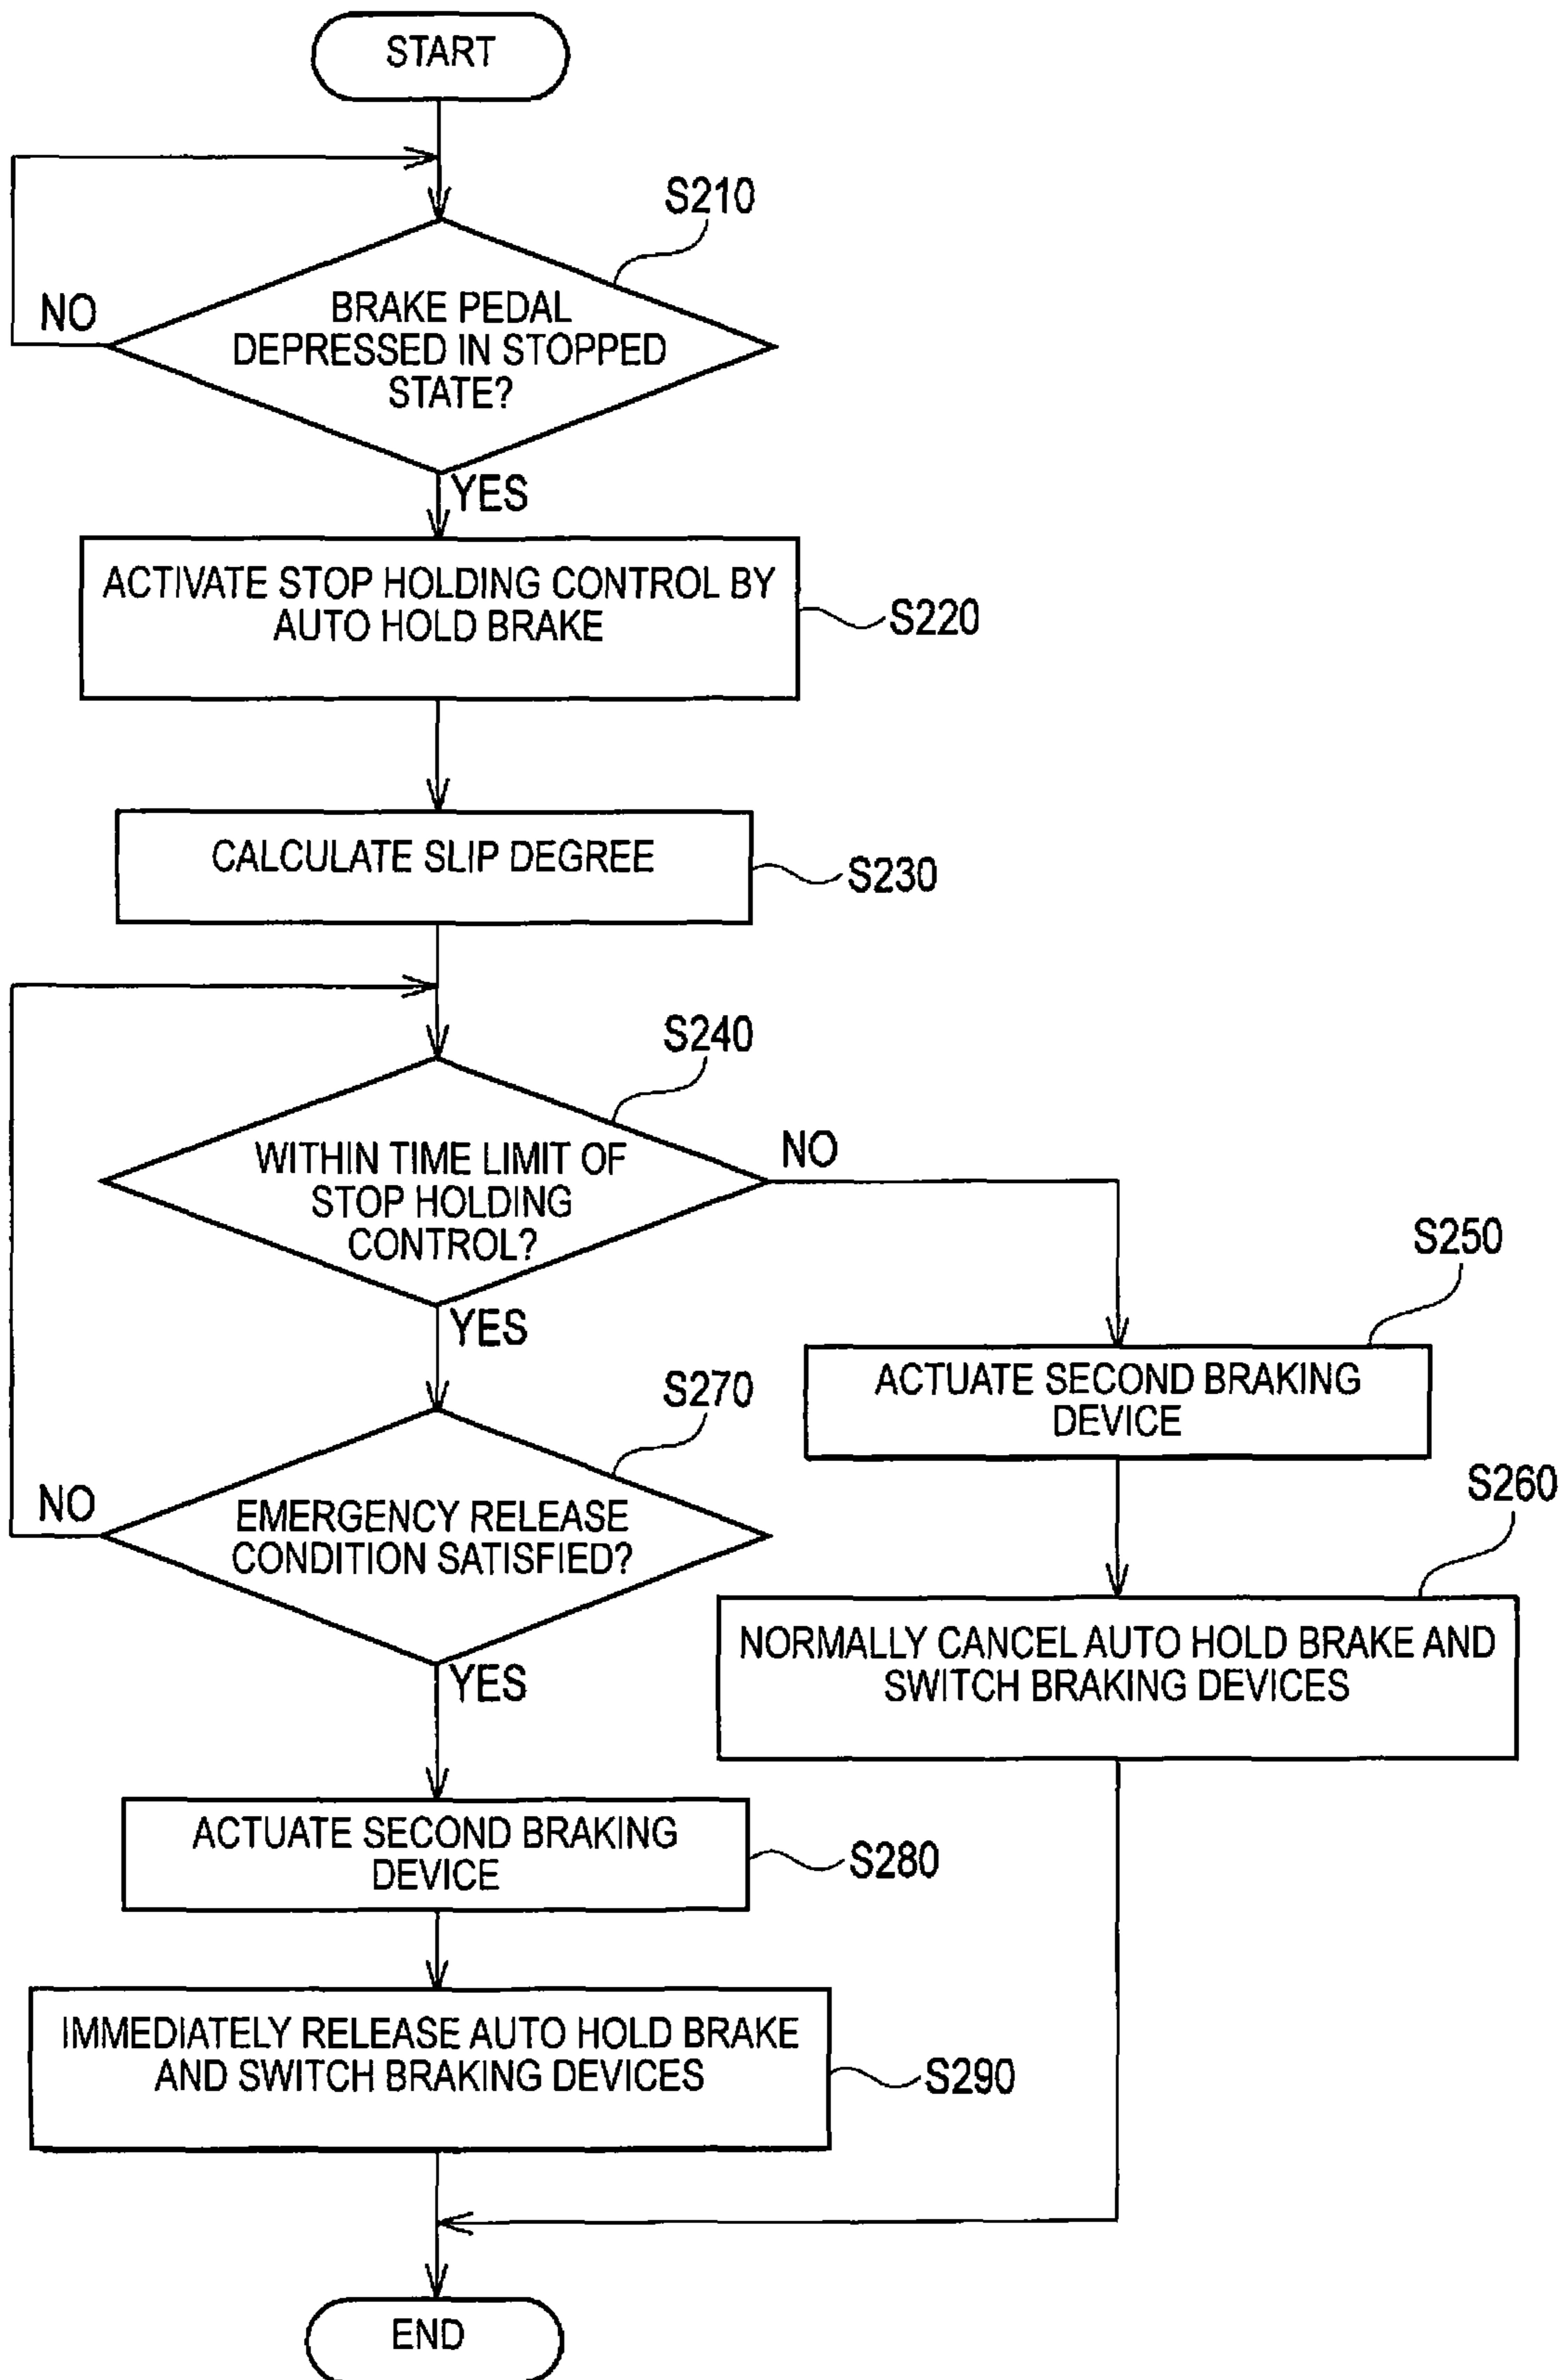 START
S210
NO
BRAKE PEDAL
DEPRESSED IN STOPPED
STATE?
YES
ACTIVATE STOP HOLDING CONTROL BY
AUTO HOLD BRAKE
S220
CALCULATE SLIP DEGREE
S230
S240
WITHIN TIME LIMIT OF
STOP HOLDING
CONTROL?
NO
YES
S250
ACTUATE SECOND BRAKING
DEVICE
S270
NO
EMERGENCY RELEASE
CONDITION SATISFIED?
YES
S260
NORMALLY CANCEL AUTO HOLD BRAKE AND
SWITCH BRAKING DEVICES
ACTUATE SECOND BRAKING
DEVICE
S280
IMMEDIATELY RELEASE AUTO HOLD BRAKE
AND SWITCH BRAKING DEVICES
S290
END